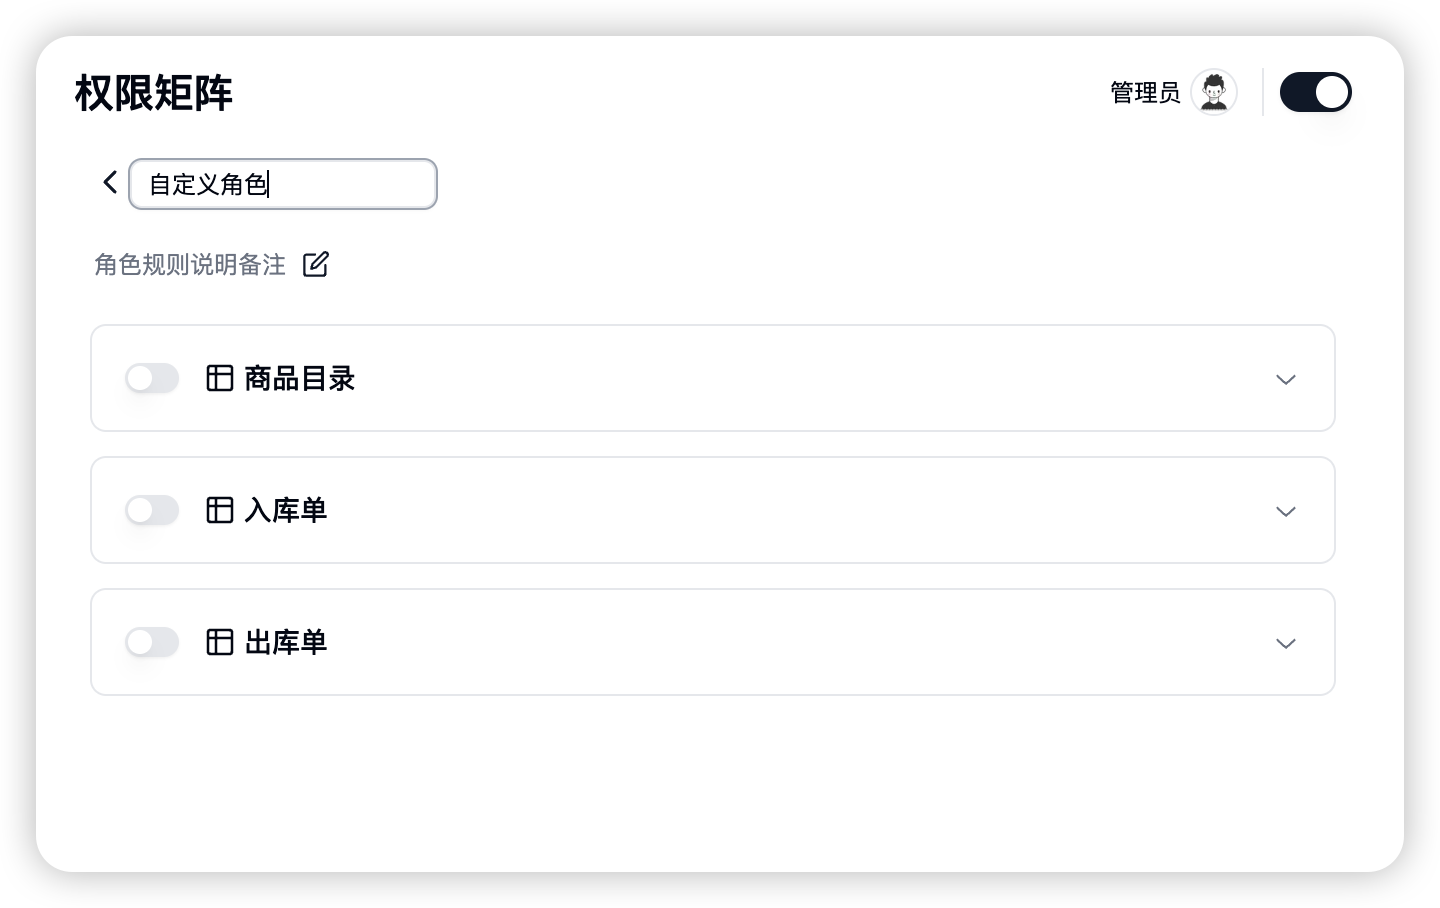 权限矩阵
管理员
自定义角色
角色规则说明备注
商品目录
入库单
出库单